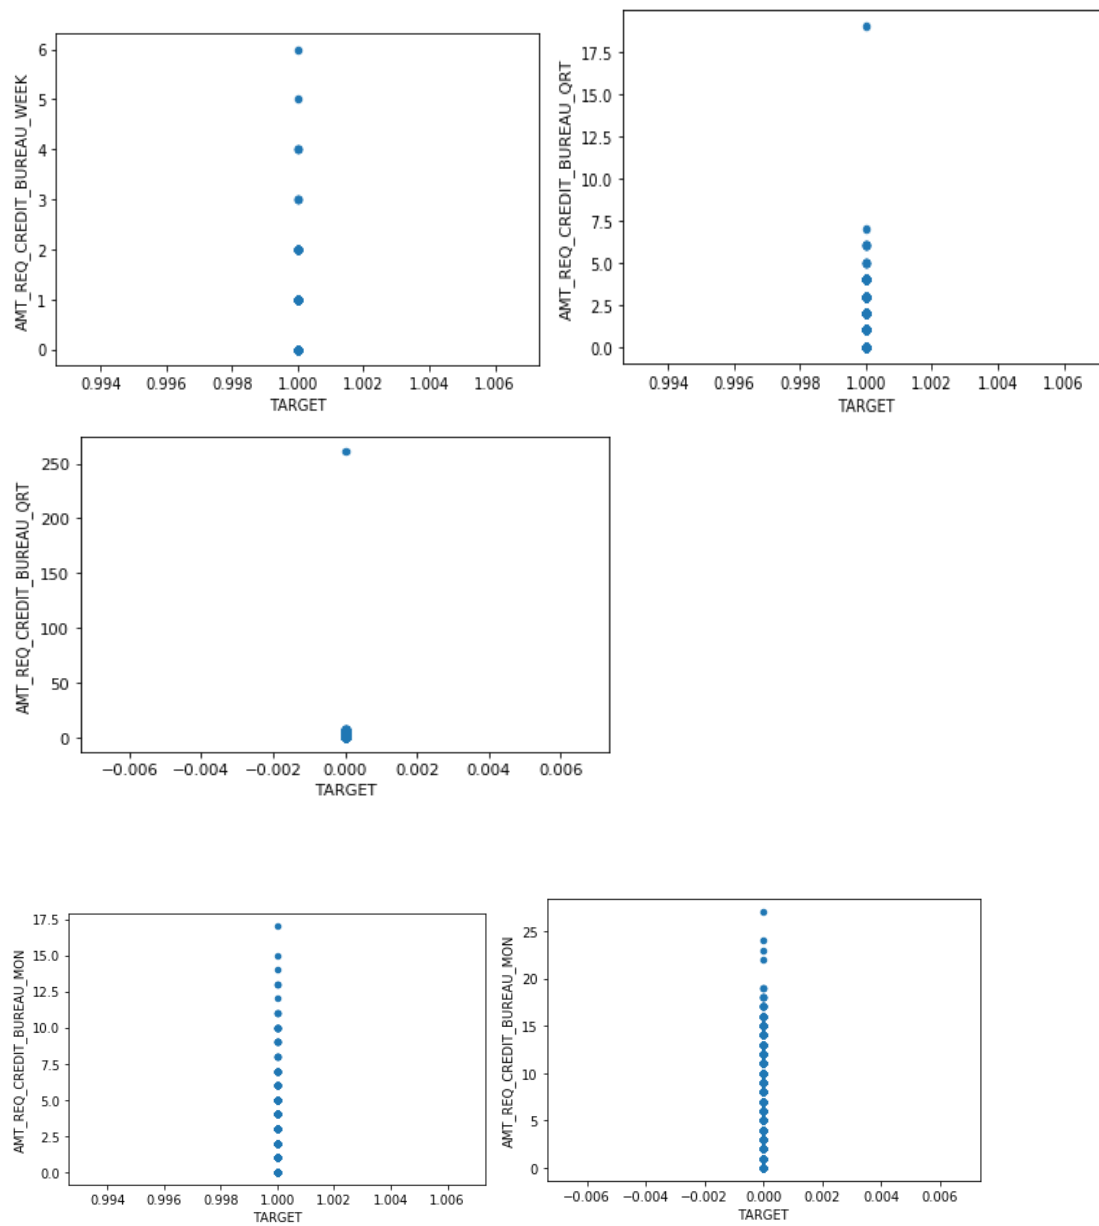 AMT_REQ_CREDIT_BUREAU_WEEK
6
5
4
3
2
1
0
0.994 0.996 0.998 1.000 1.002 1.004 1.006
TARGET
AMT_REQ_CREDIT_BUREAU_QRT
17.5
15.0
12.5
10.0
7.5
5.0
2.5
0.0
0.994 0.996 0.998 1.000 1.002 1.004 1.006
TARGET
AMT_REQ_CREDIT_BUREAU_QRT
250
200
150
100
50
0
−0.006 −0.004 −0.002 0.000 0.002 0.004 0.006
TARGET
AMT_REQ_CREDIT_BUREAU_MON
17.5
15.0
12.5
10.0
7.5
5.0
2.5
0.0
0.994 0.996 0.998 1.000 1.002 1.004 1.006
TARGET
AMT_REQ_CREDIT_BUREAU_MON
25
20
15
10
5
0
−0.006 −0.004 −0.002 0.000 0.002 0.004 0.006
TARGET